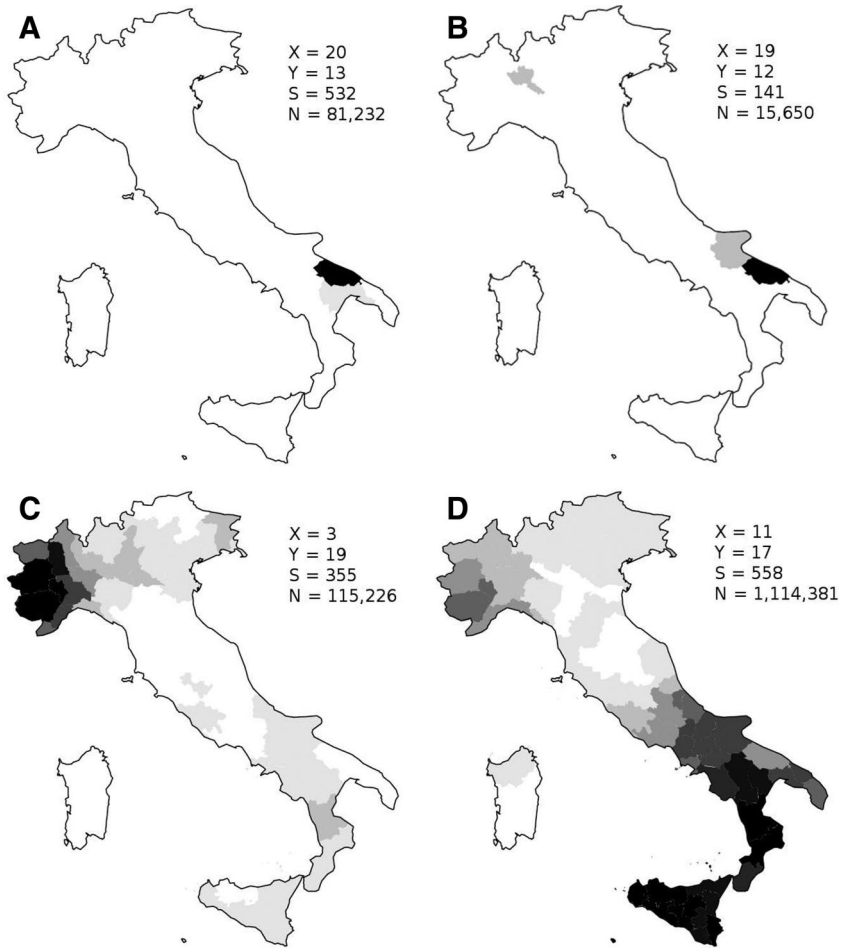 A
X = 20
Y = 13
S = 532
N = 81,232
B
X = 19
Y = 12
S = 141
N = 15,650
C
X = 3
Y = 19
S = 355
N = 115,226
D
X = 11
Y = 17
S = 558
N = 1,114,381